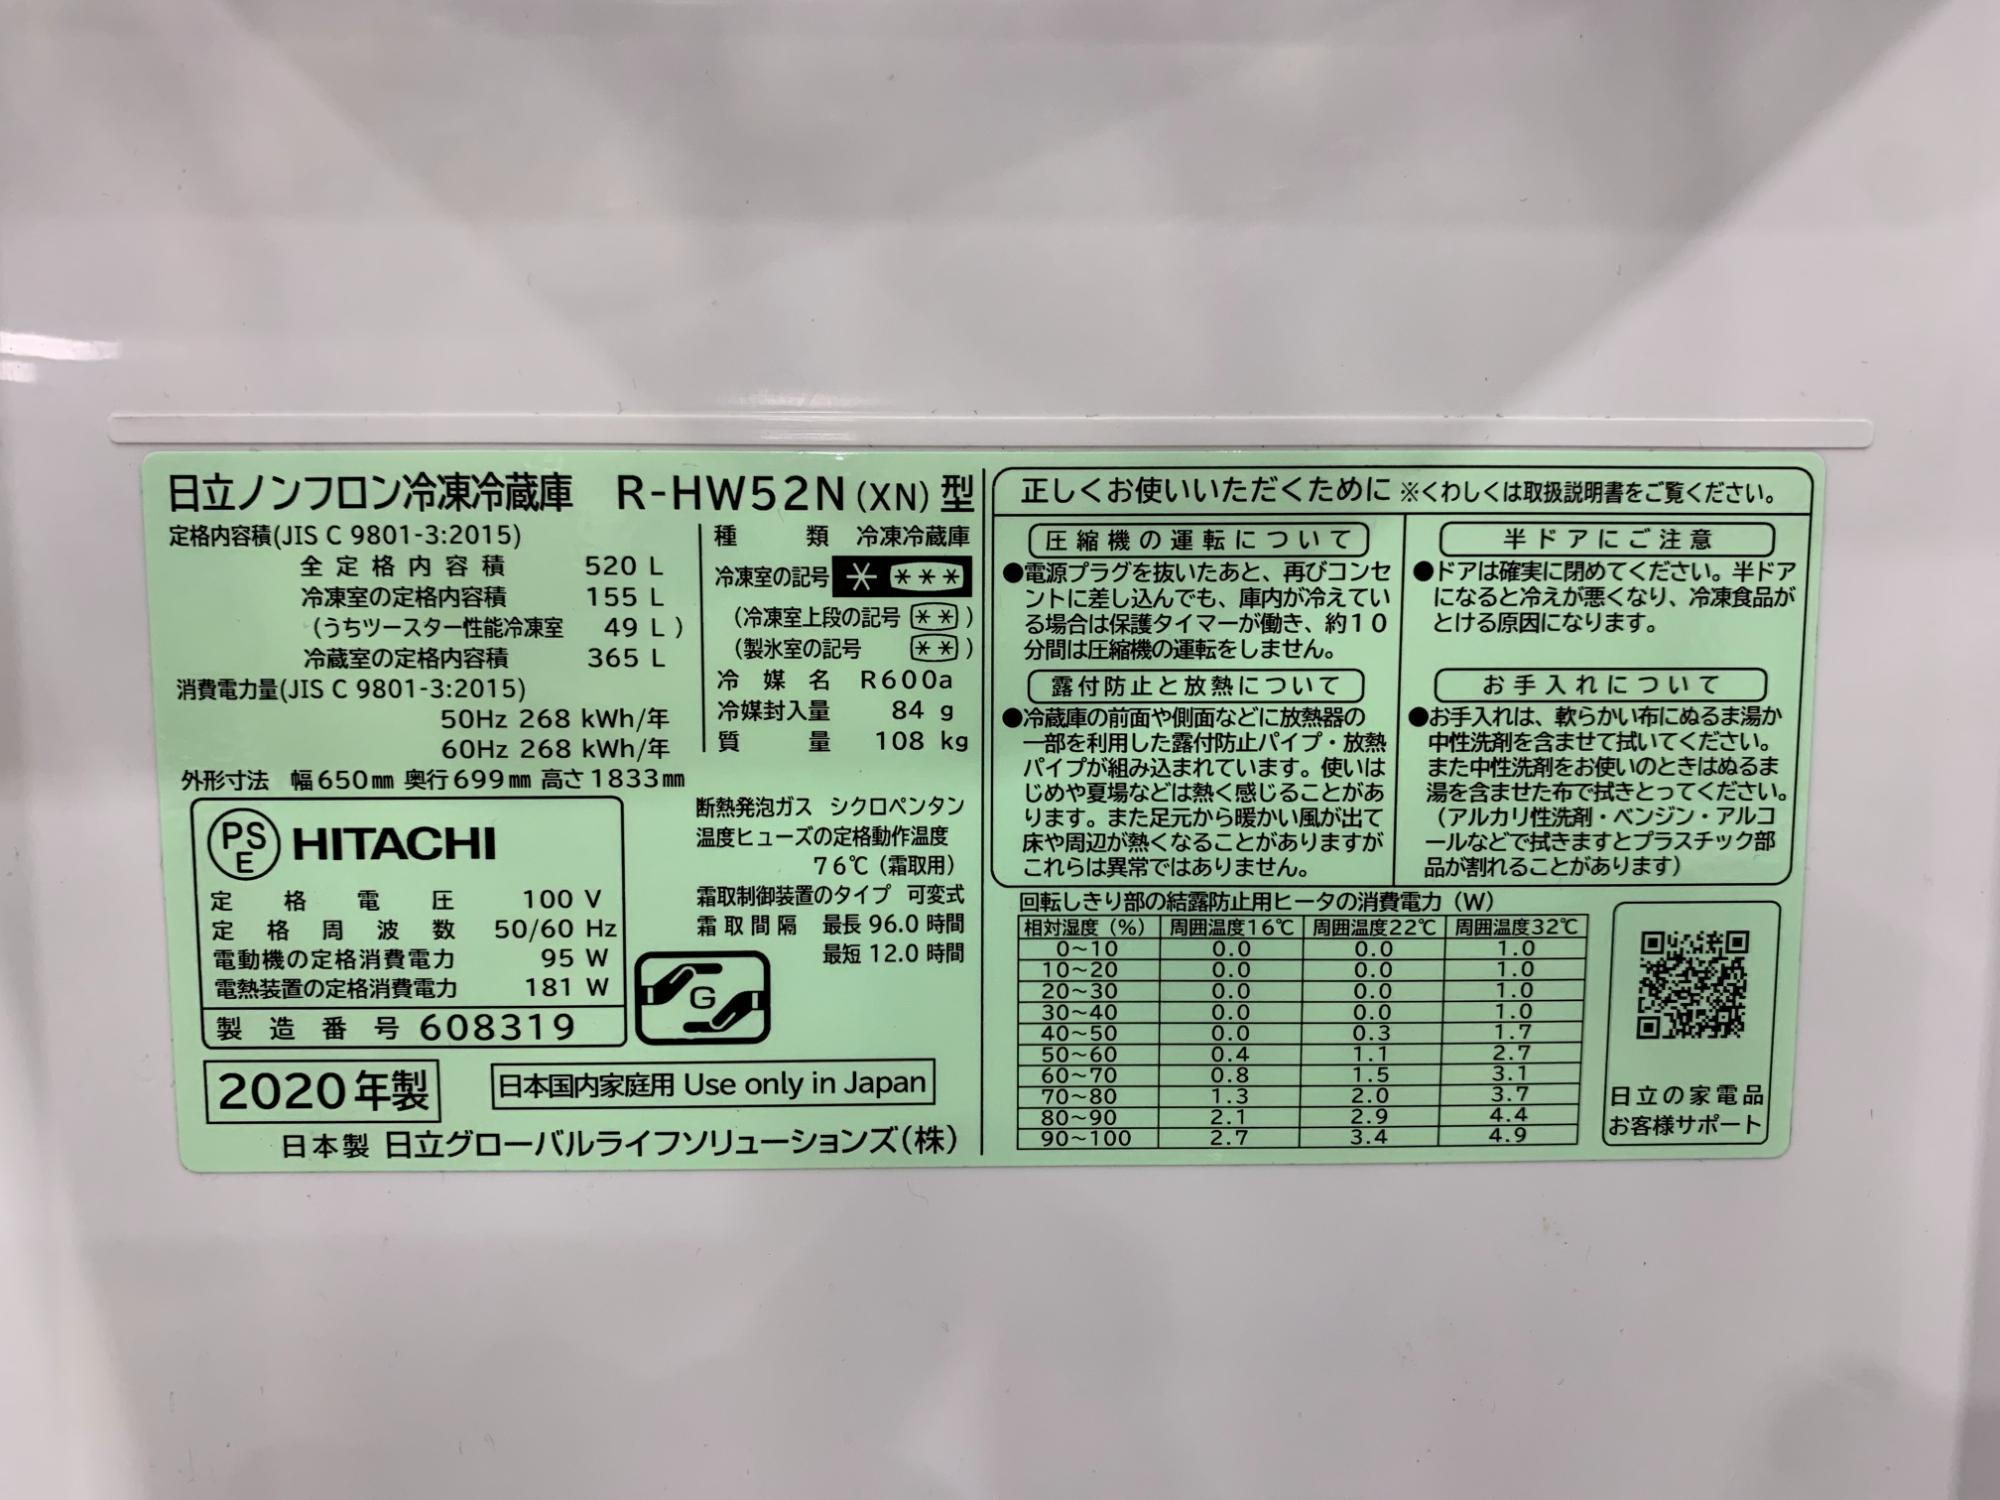 日立ノンフロン冷凍冷蔵庫 R-HW52N(XN)型
定格内容積(JIS C 9801-3:2015)
全定格内容積 520 L
冷凍室の定格内容積 155 L
(うちツースター性能冷凍室 49 L)
冷蔵室の定格内容積 365 L
消費電力量(JIS C 9801-3:2015)
50Hz 268 kWh/年
60Hz 268 kWh/年
外形寸法 幅650㎜ 奥行699㎜ 高さ1833㎜
種類 冷凍冷蔵庫
冷凍室の記号 * ***
(冷凍室上段の記号 **)
(製氷室の記号 **)
冷媒名 R600a
冷媒封入量 84 g
質量 108 kg
PS
E
HITACHI
定格電圧 100 V
定格周波数 50/60 Hz
電動機の定格消費電力 95 W
電熱装置の定格消費電力 181 W
製造番号 608319
断熱発泡ガス シクロペンタン
温度ヒューズの定格動作温度
76℃(霜取用)
霜取制御装置のタイプ 可変式
霜取間隔 最長 96.0 時間
最短 12.0 時間
G
2020年製
日本国内家庭用 Use only in Japan
日本製 日立グローバルライフソリューションズ(株)
正しくお使いいただくために ※くわしくは取扱説明書をご覧ください。
圧縮機の運転について
●電源プラグを抜いたあと、再びコンセ
ントに差し込んでも、庫内が冷えてい
る場合は保護タイマーが働き、約10
分間は圧縮機の運転をしません。
露付防止と放熱について
●冷蔵庫の前面や側面などに放熱器の
一部を利用した露付防止パイプ・放熱
パイプが組み込まれています。使いは
じめや夏場などは熱く感じることがあ
ります。また足元から暖かい風が出て
床や周辺が熱くなることがありますが
これらは異常ではありません。
半ドアにご注意
●ドアは確実に閉めてください。半ドア
になると冷えが悪くなり、冷凍食品が
とける原因になります。
お手入れについて
●お手入れは、軟らかい布にぬるま湯か
中性洗剤を含ませて拭いてください。
また中性洗剤をお使いのときはぬるま
湯を含ませた布で拭きとってください。
(アルカリ性洗剤・ベンジン・アルコ
ールなどで拭きますとプラスチック部
品が割れることがあります)
回転しきり部の結露防止用ヒータの消費電力(W)
相対湿度(%) 周囲温度16℃ 周囲温度22℃ 周囲温度32℃
0~10 0.0 0.0 1.0
10~20 0.0 0.0 1.0
20~30 0.0 0.0 1.0
30~40 0.0 0.0 1.0
40~50 0.0 0.3 1.7
50~60 0.4 1.1 2.7
60~70 0.8 1.5 3.1
70~80 1.3 2.0 3.7
80~90 2.1 2.9 4.4
90~100 2.7 3.4 4.9
日立の家電品
お客様サポート